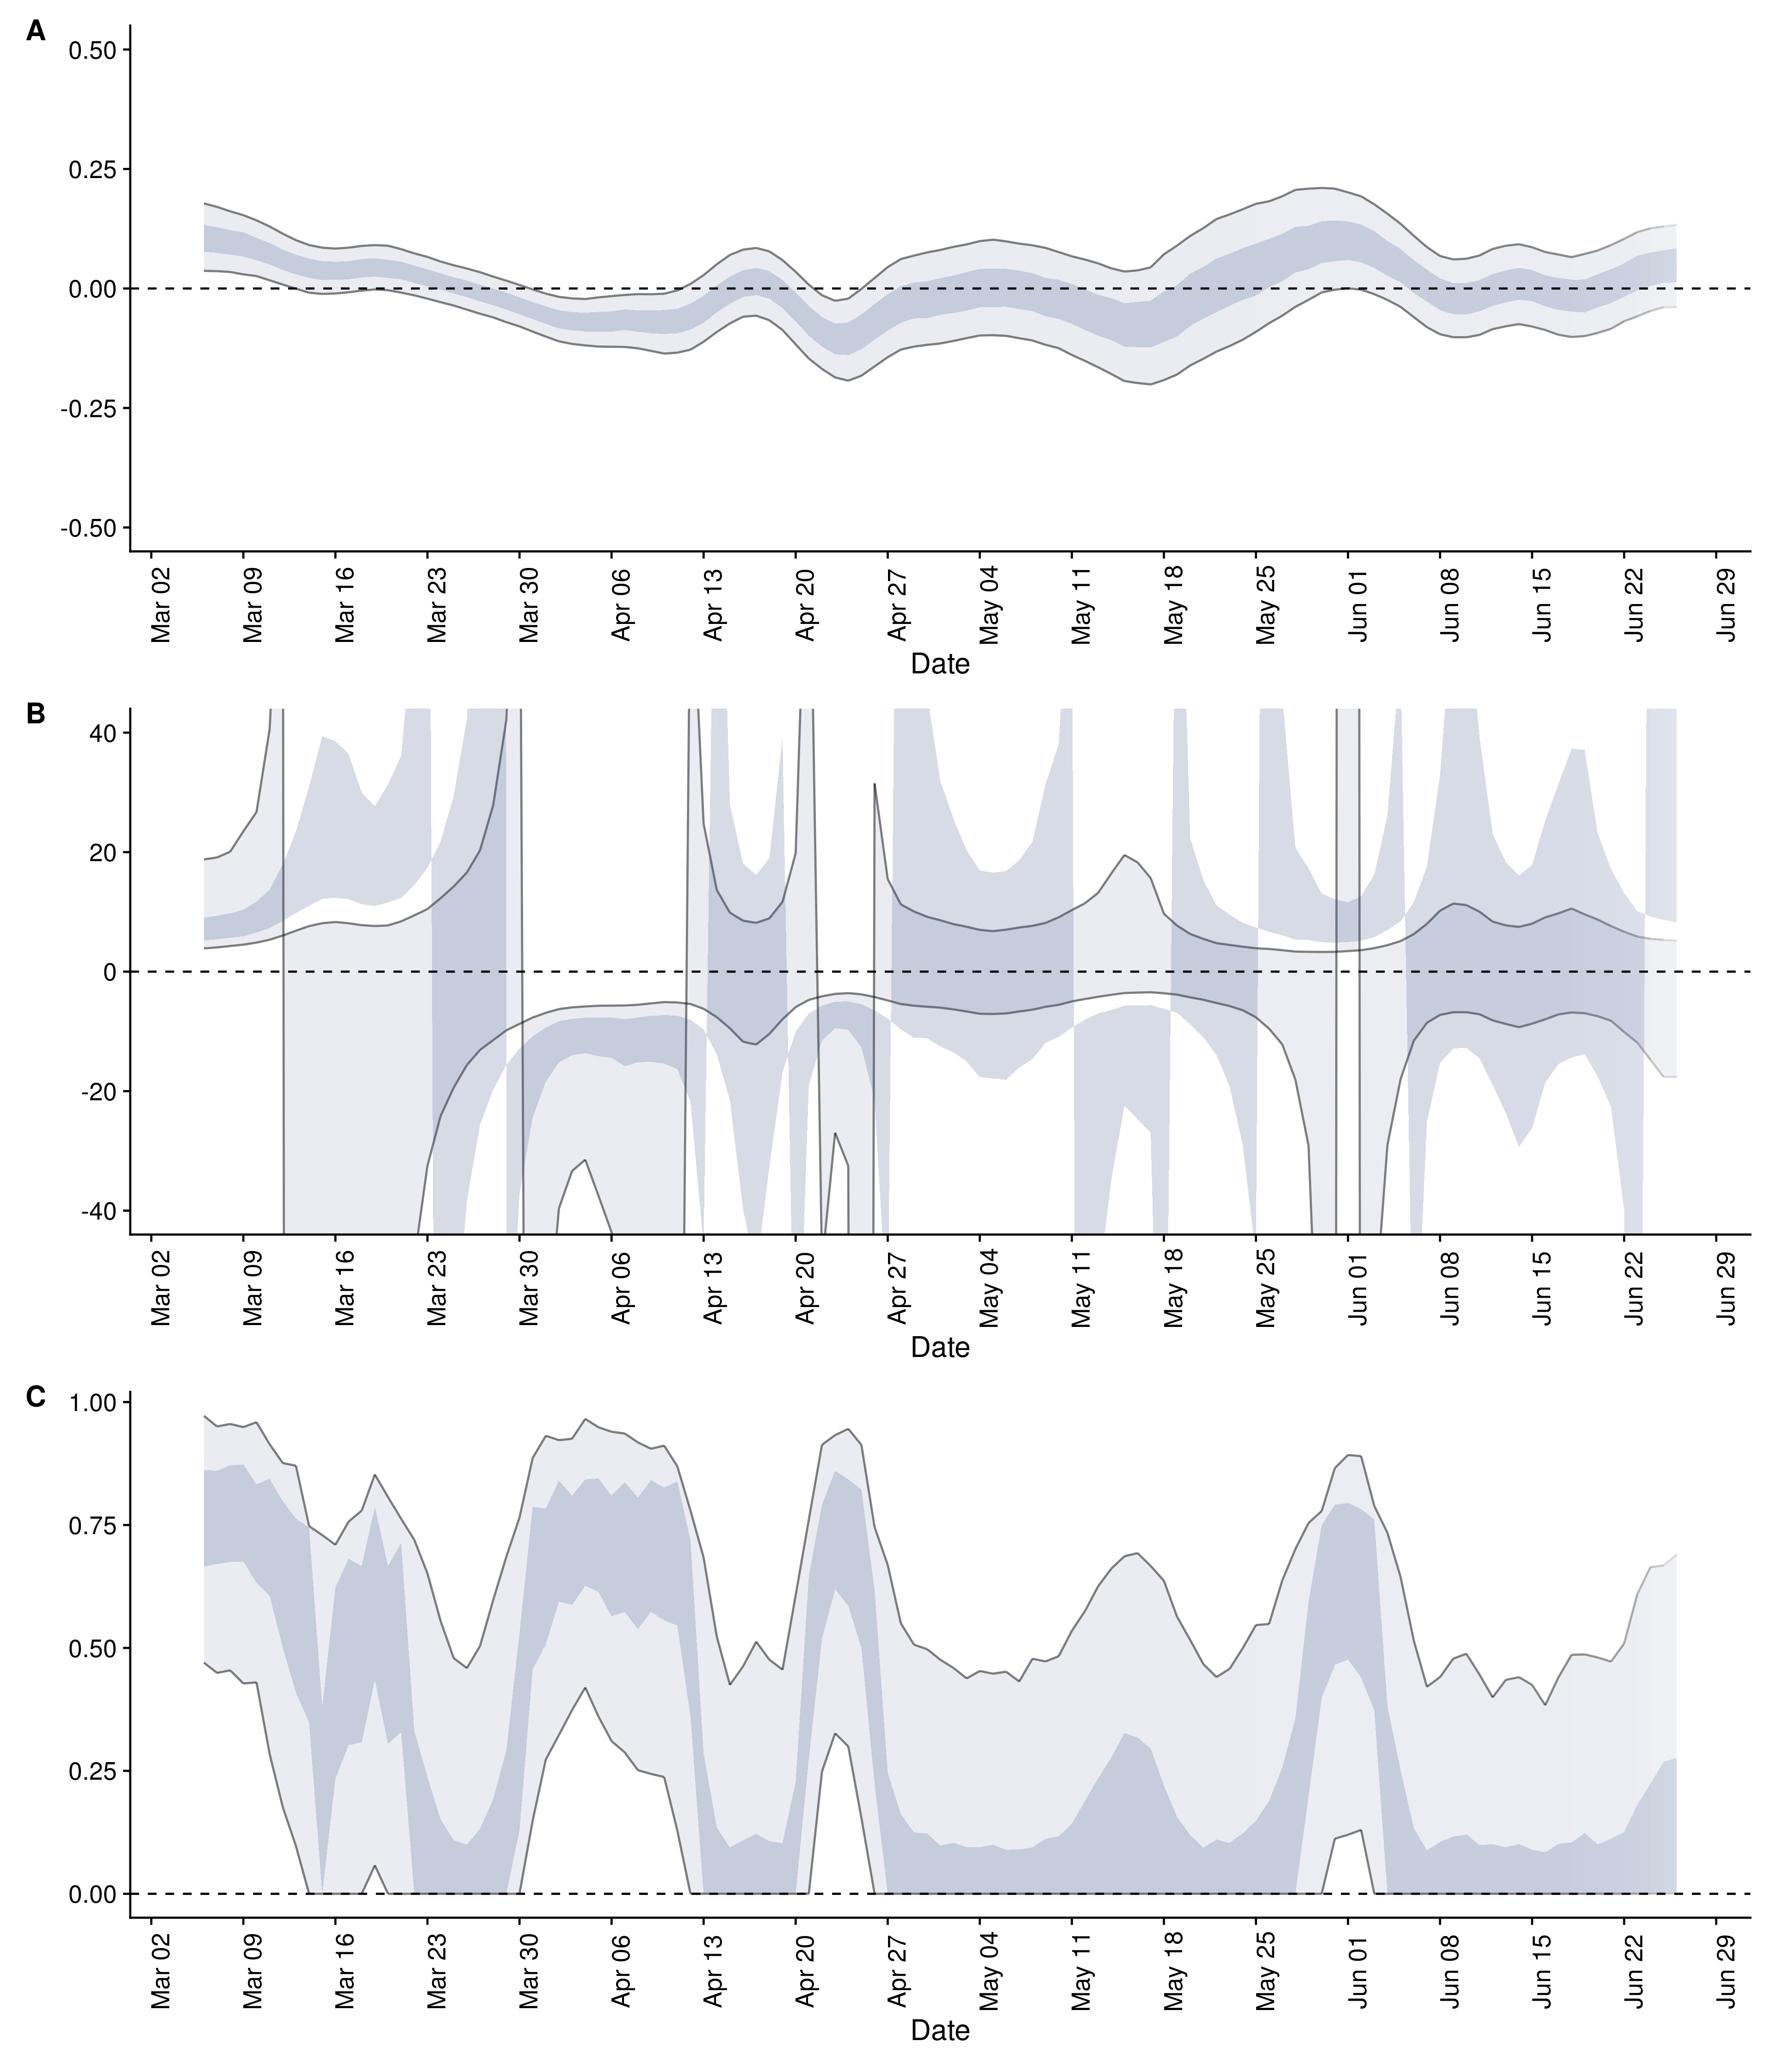 A
0.50
0.25
0.00
-0.25
-0.50
Mar 02
Mar 09
Mar 16
Mar 23
Mar 30
Apr 06
Apr 13
Apr 20
Apr 27
May 04
May 11
May 18
May 25
Jun 01
Jun 08
Jun 15
Jun 22
Jun 29
Date
B
40
20
0
-20
-40
Mar 02
Mar 09
Mar 16
Mar 23
Mar 30
Apr 06
Apr 13
Apr 20
Apr 27
May 04
May 11
May 18
May 25
Jun 01
Jun 08
Jun 15
Jun 22
Jun 29
Date
C
1.00
0.75
0.50
0.25
0.00
Mar 02
Mar 09
Mar 16
Mar 23
Mar 30
Apr 06
Apr 13
Apr 20
Apr 27
May 04
May 11
May 18
May 25
Jun 01
Jun 08
Jun 15
Jun 22
Jun 29
Date